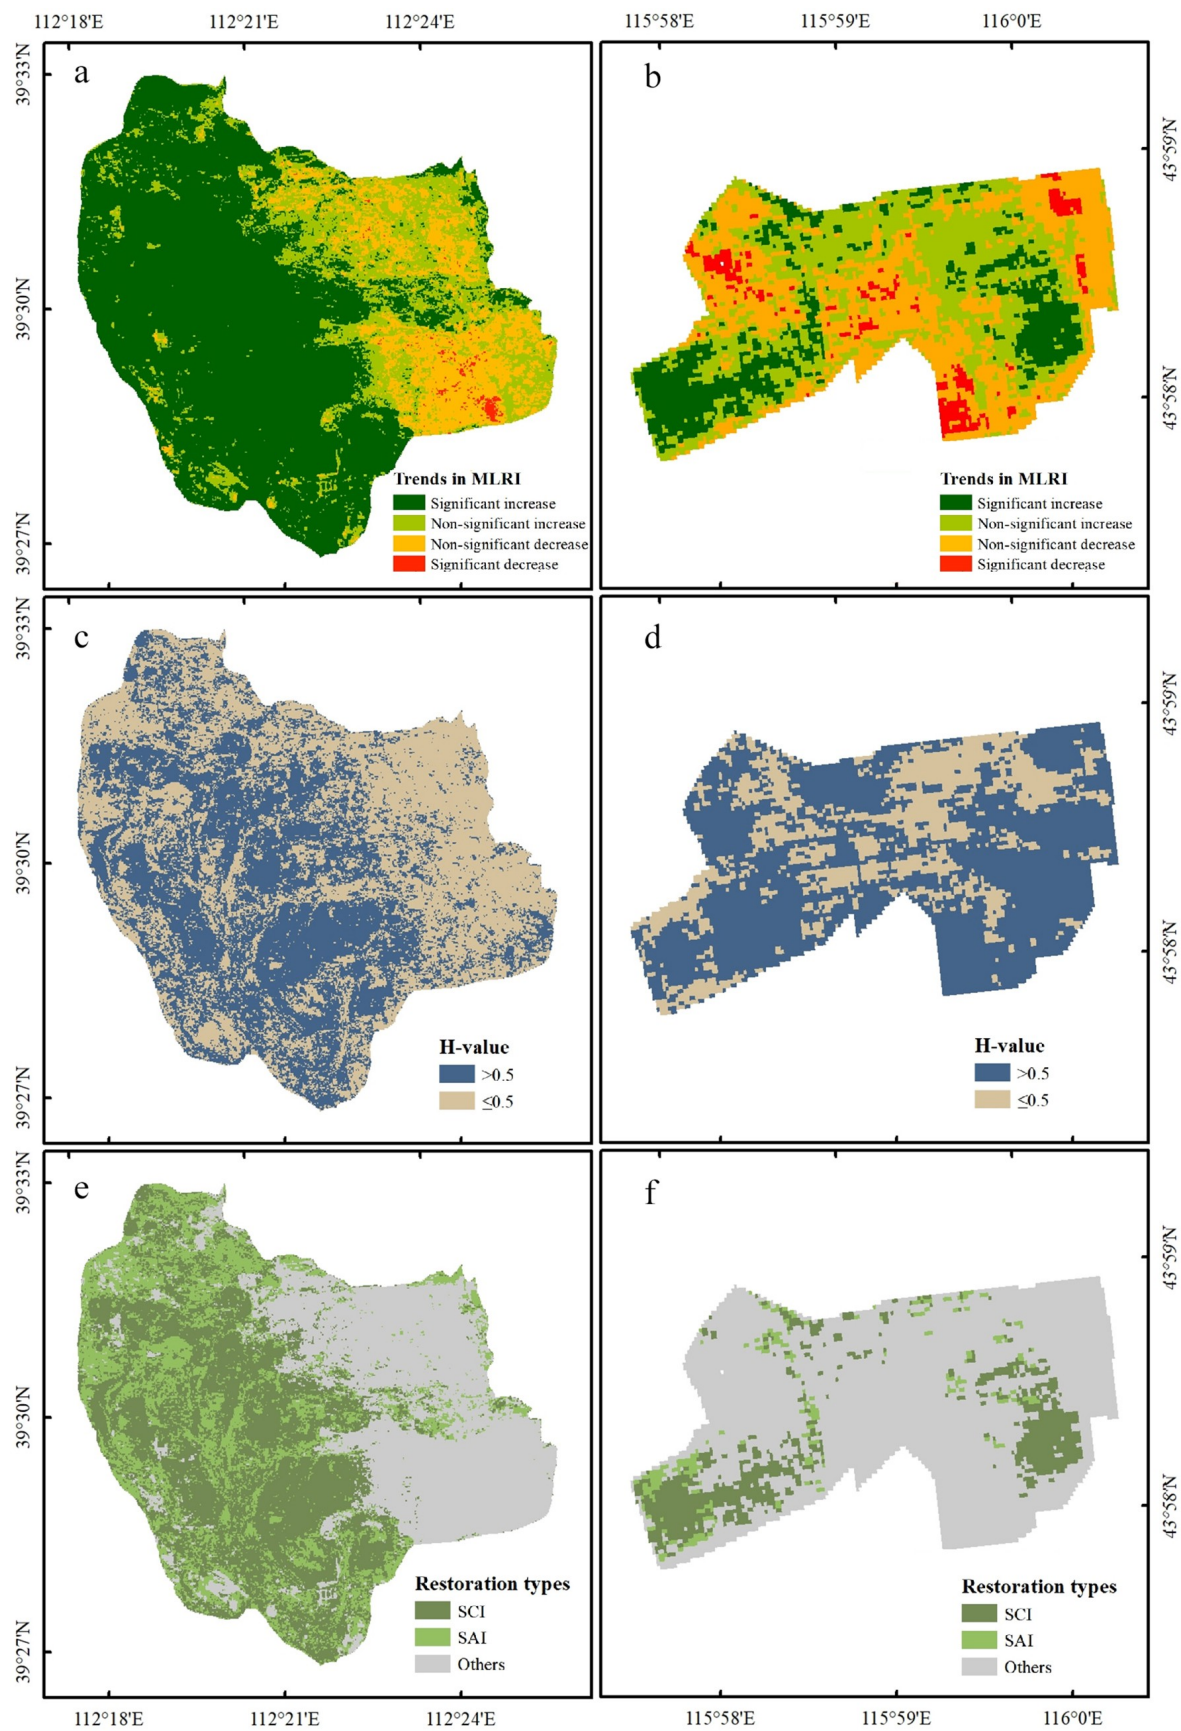 112°18'E 112°21'E 112°24'E 115°58'E 115°59'E 116°0'E
a
b
39°33'N
39°30'N
39°27'N
43°59'N
43°58'N
Trends in MLRI
Significant increase
Non-significant increase
Non-significant decrease
Significant decrease
Trends in MLRI
Significant increase
Non-significant increase
Non-significant decrease
Significant decrease
c
d
39°33'N
39°30'N
39°27'N
43°59'N
43°58'N
H-value
>0.5
≤0.5
H-value
>0.5
≤0.5
e
f
39°33'N
39°30'N
39°27'N
43°59'N
43°58'N
Restoration types
SCI
SAI
Others
Restoration types
SCI
SAI
Others
112°18'E 112°21'E 112°24'E 115°58'E 115°59'E 116°0'E